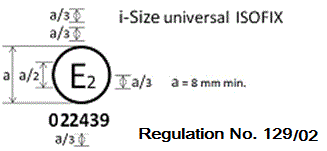 a/3 i-Size universal ISOFIX
a/3
a a/2 E2 a/3 a = 8 mm min.
022439
a/3 Regulation No. 129/02